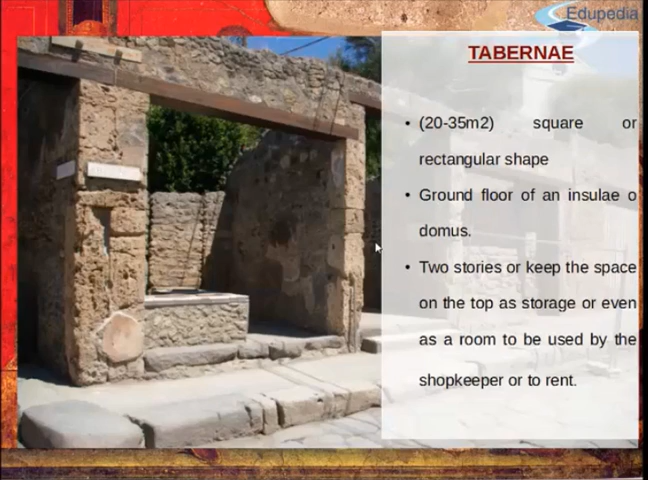 Edupedia
TABERNAE
• (20-35m2) square or
rectangular shape
• Ground floor of an insulae o
domus.
• Two stories or keep the space
on the top as storage or even
as a room to be used by the
shopkeeper or to rent.